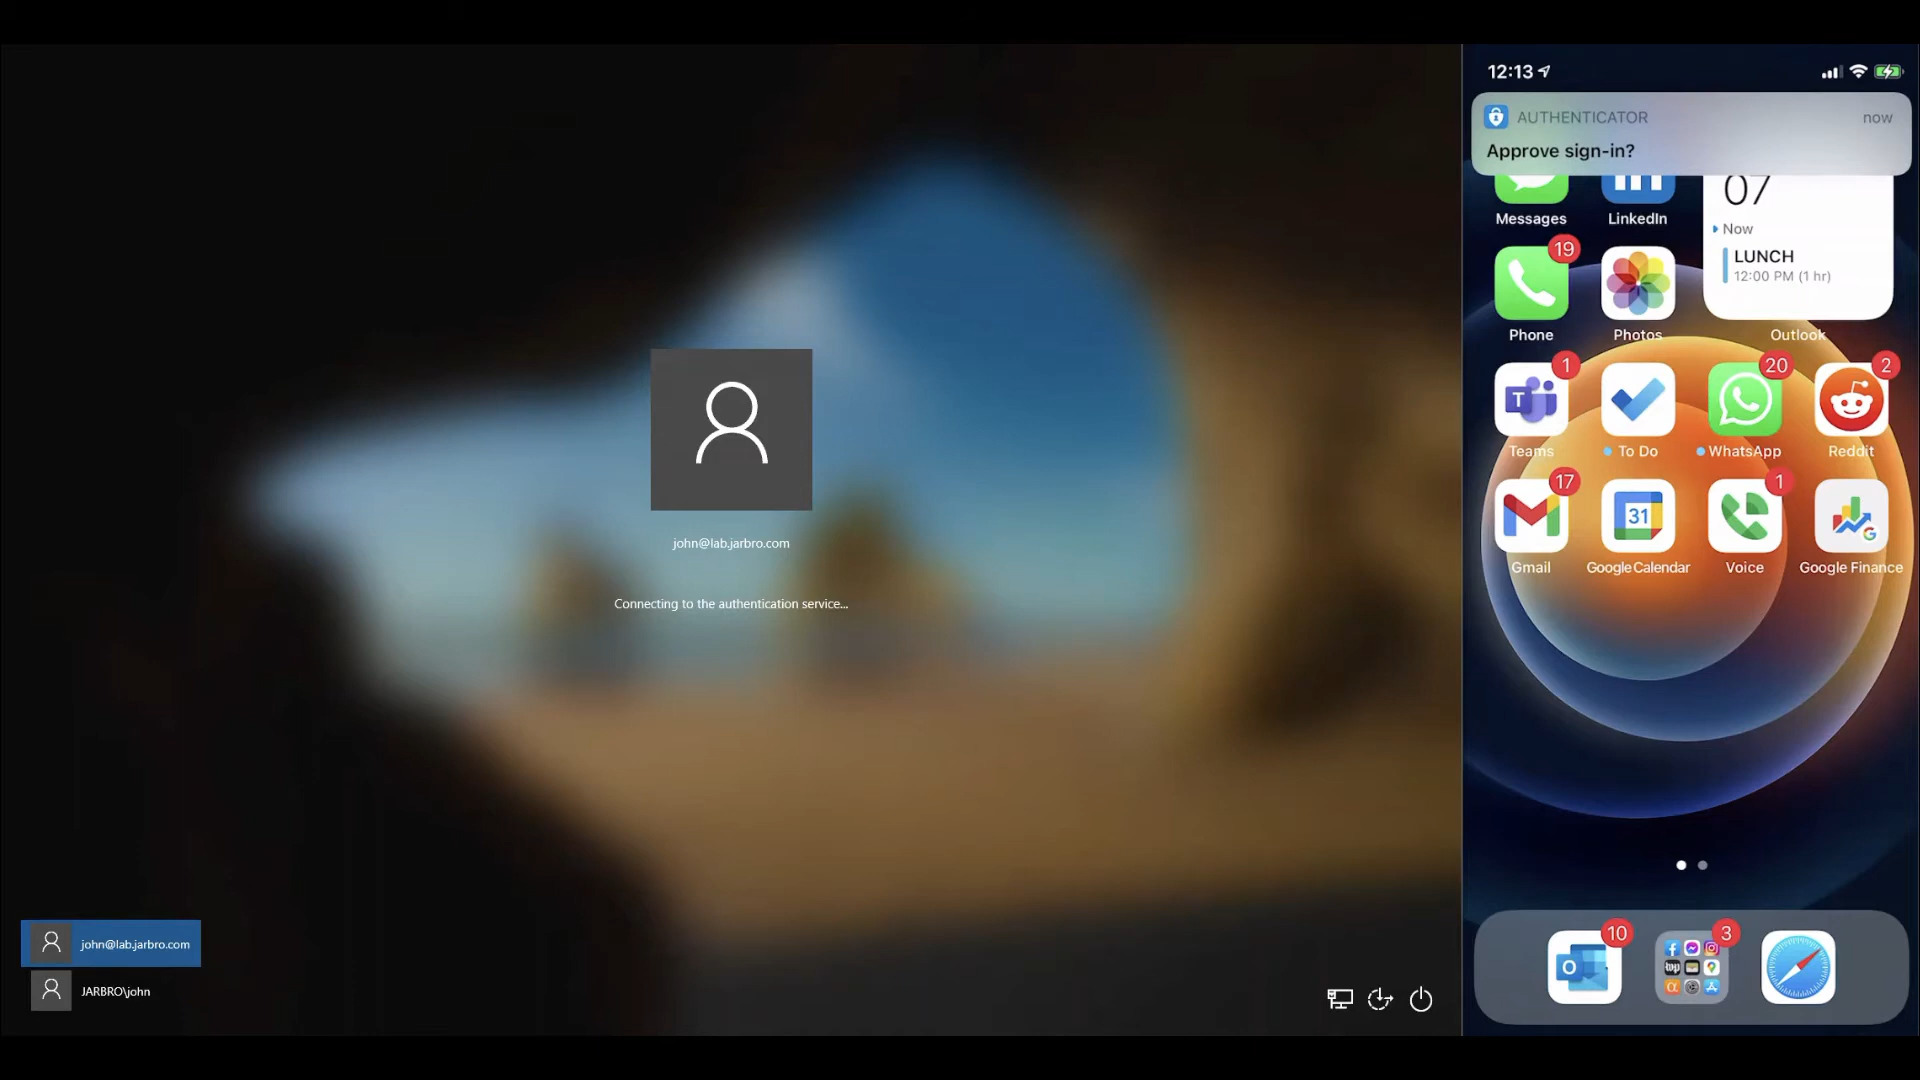 john@lab.jarbro.com
Connecting to the authentication service...
john@lab.jarbro.com
JARBRO\john
12:13
AUTHENTICATOR
now
Approve sign-in?
07
Messages
LinkedIn
Now
LUNCH
12:00 PM (1 hr)
19
Phone
Photos
Outlook
1
20
2
T
Teams
To Do
WhatsApp
Reddit
17
1
31
Gmail
Google Calendar
Voice
Google Finance
10
3
O